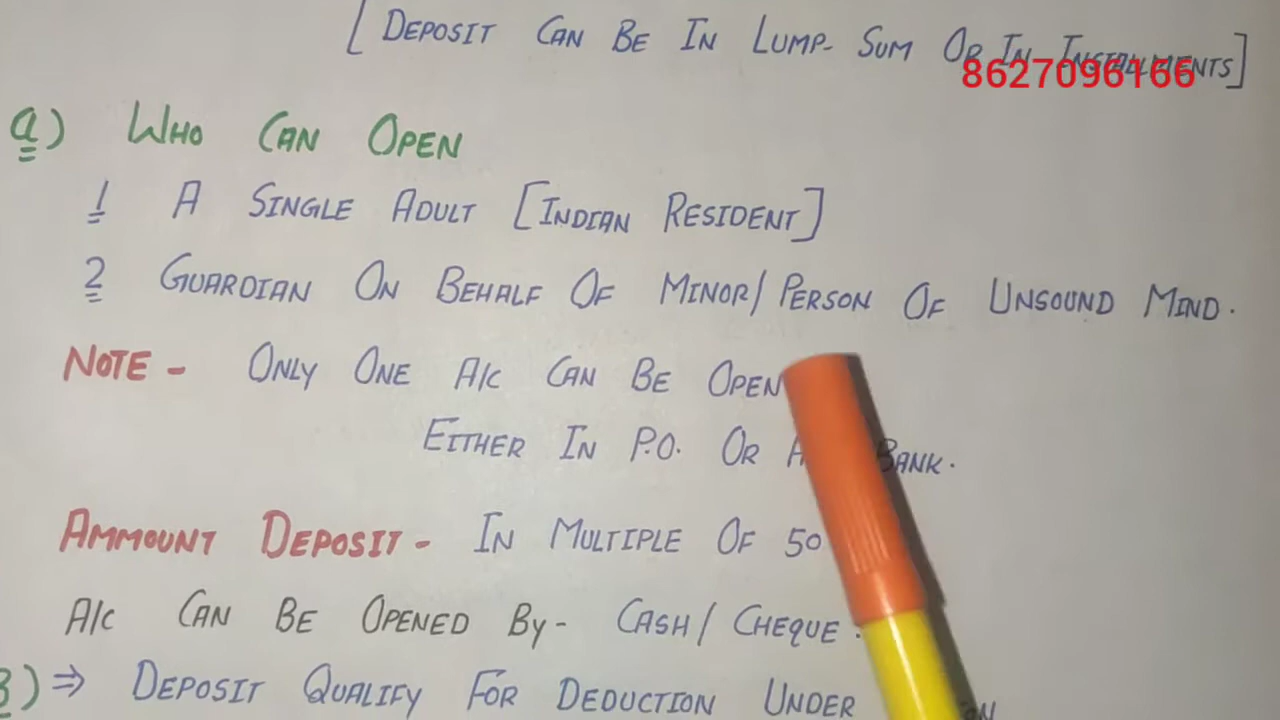 [DEPOSIT CAN BE IN LUMP- SUM OR IN INSTALLMENTS]
8627096166
a) WHO CAN OPEN
1 A SINGLE ADULT [INDIAN RESIDENT]
2 GUARDIAN ON BEHALF OF MINOR/ PERSON OF UNSOUND MIND.
NOTE - ONLY ONE A/C CAN BE OPEN
EITHER IN P.O. OR BANK.
AMMOUNT DEPOSIT - IN MULTIPLE OF 50
A/C CAN BE OPENED BY - CASH/ CHEQUE.
B) ⇒ DEPOSIT QUALIFY FOR DEDUCTION UNDER